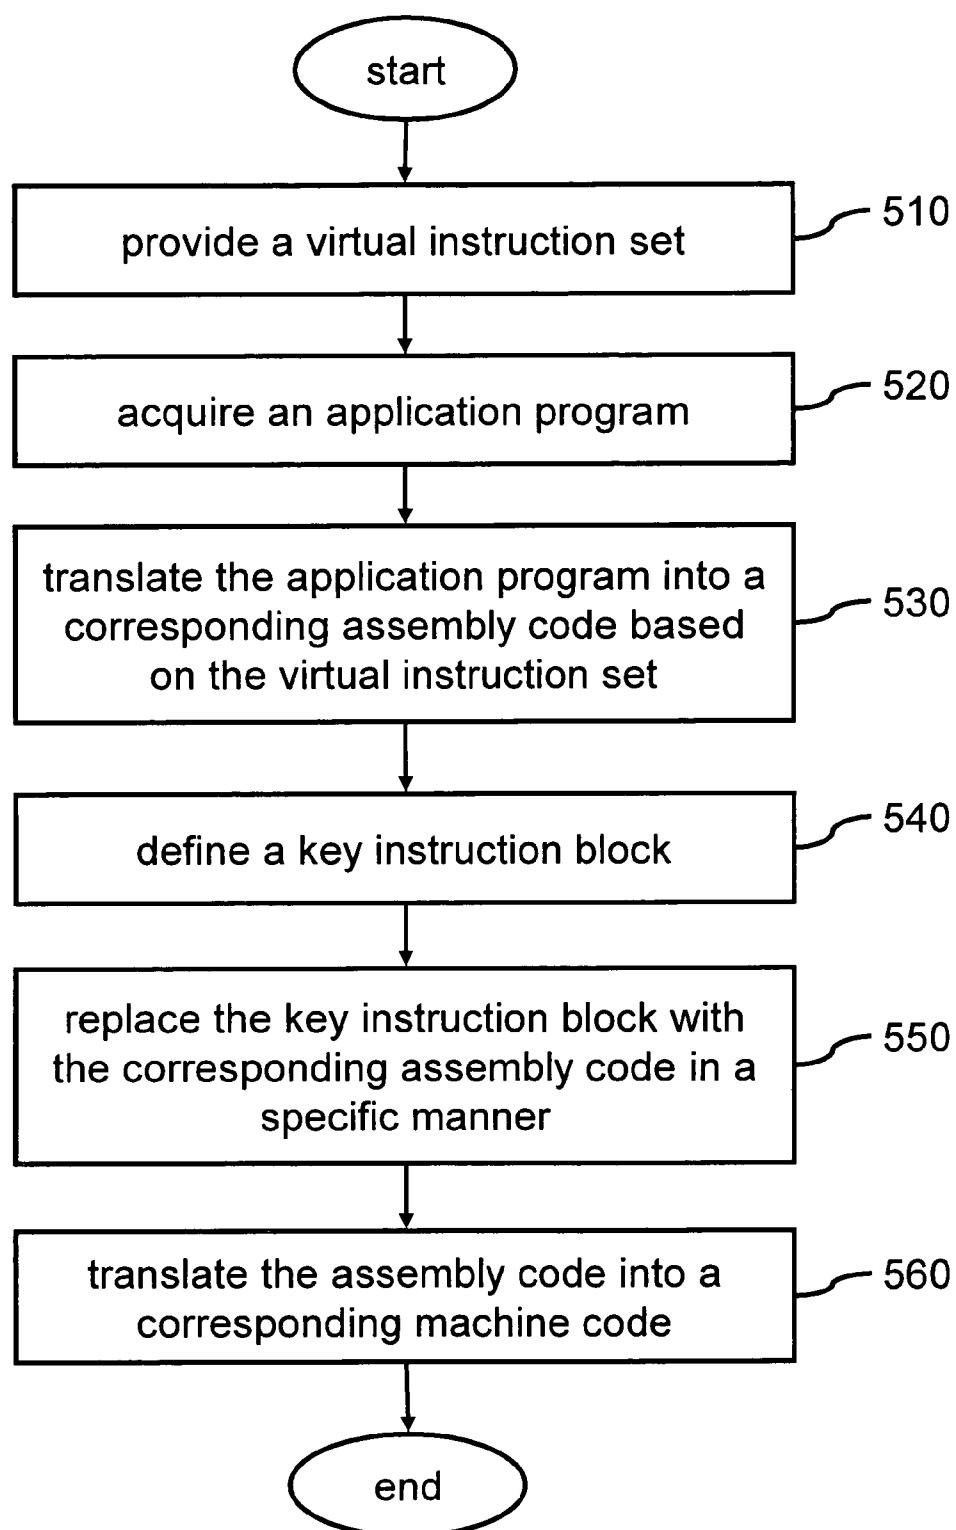 start
provide a virtual instruction set
510
acquire an application program
520
translate the application program into a
corresponding assembly code based
on the virtual instruction set
530
define a key instruction block
540
replace the key instruction block with
the corresponding assembly code in a
specific manner
550
translate the assembly code into a
corresponding machine code
560
end